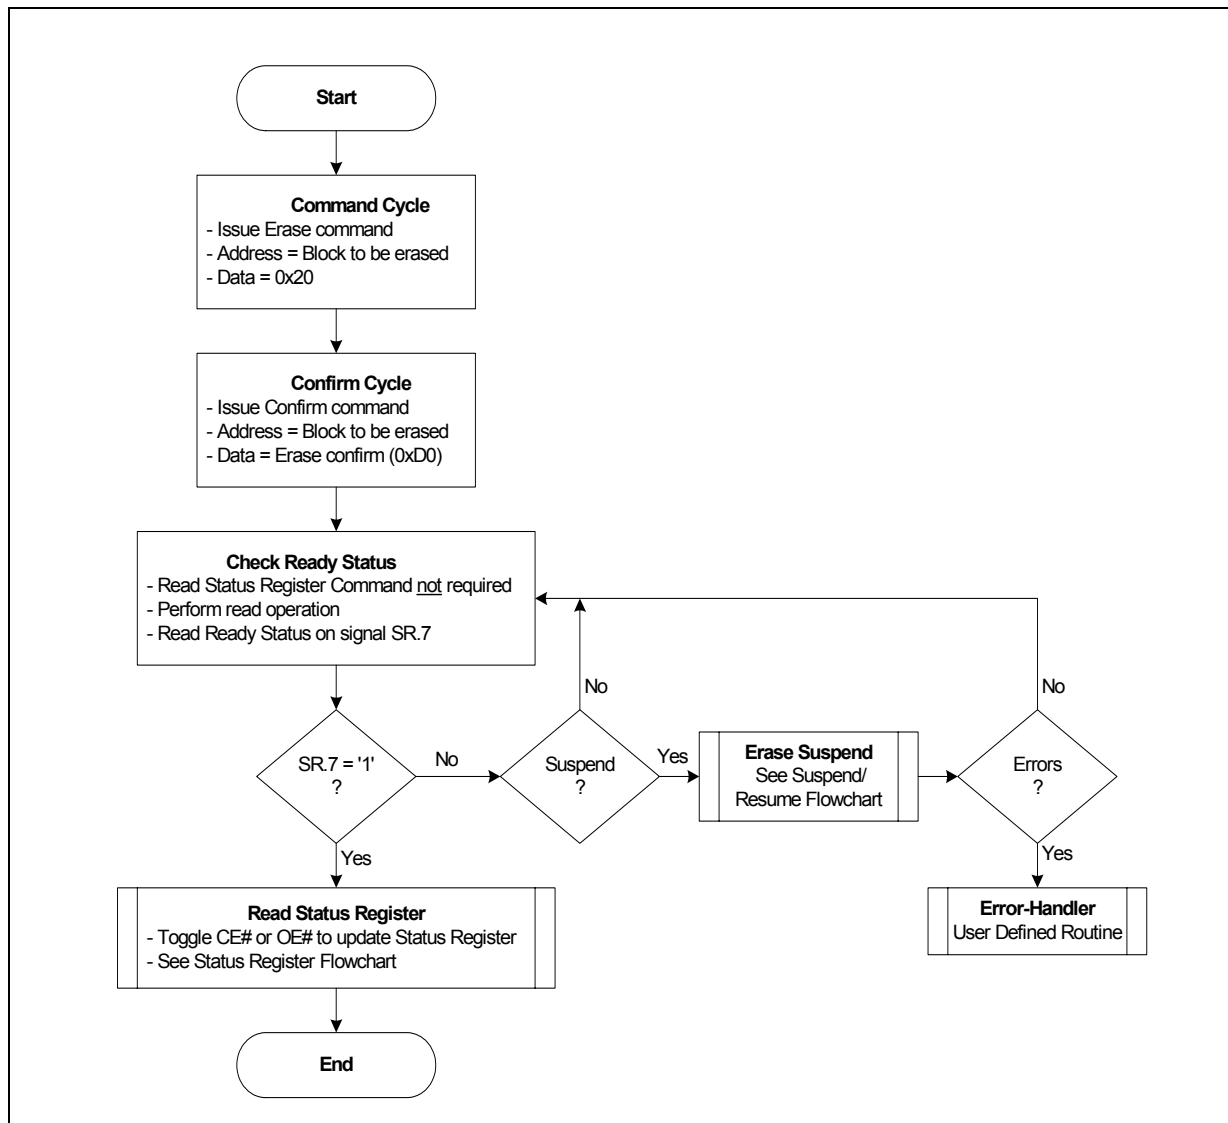 Start
Command Cycle
- Issue Erase command
- Address = Block to be erased
- Data = 0x20
Confirm Cycle
- Issue Confirm command
- Address = Block to be erased
- Data = Erase confirm (0xD0)
Check Ready Status
- Read Status Register Command not required
- Perform read operation
- Read Ready Status on signal SR.7
No
No
SR.7 = '1'
?
No
Suspend
?
Yes
Erase Suspend
See Suspend/
Resume Flowchart
Errors
?
Yes
Yes
Read Status Register
- Toggle CE# or OE# to update Status Register
- See Status Register Flowchart
Error-Handler
User Defined Routine
End